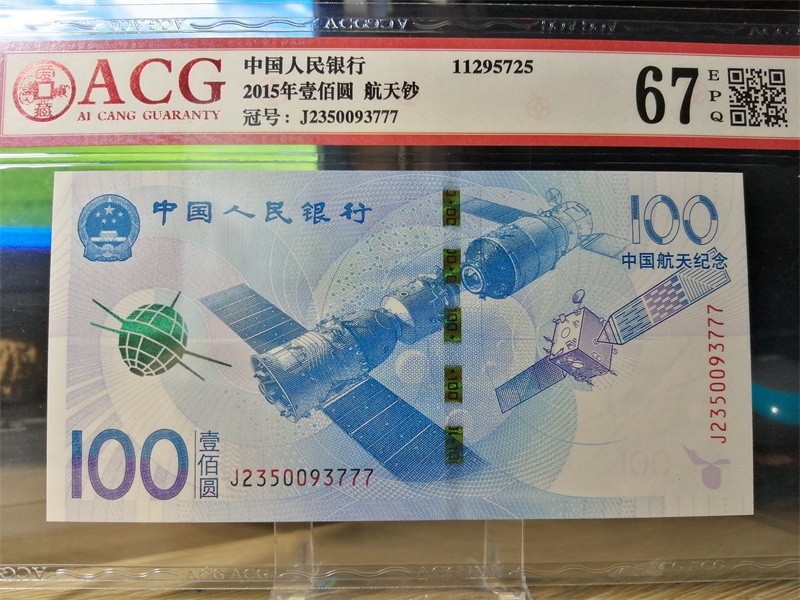 ACG
AI CANG GUARANTY
中国人民银行 11295725
2015年壹佰圆 航天钞
冠号: J2350093777
67
EPQ
中国人民银行
100
中国航天纪念
J2350093777
100
壹佰圆
J2350093777
ACG ACG